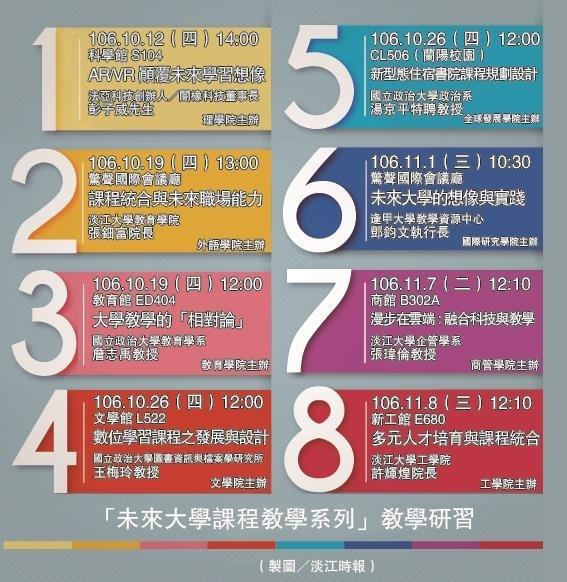 1
106.10.12（四）14:00
科學館 S104
AR/VR 顛覆未來學習想像
法亞科技創辦人／闇橡科技董事長
彭子威先生
理學院主辦
2
106.10.19（四）13:00
驚聲國際會議廳
課程統合與未來職場能力
淡江大學教育學院
張鈿富院長
外語學院主辦
3
106.10.19（四）12:00
教育館 ED404
大學教學的「相對論」
國立政治大學教育學系
詹志禹教授
教育學院主辦
4
106.10.26（四）12:00
文學館 L522
數位學習課程之發展與設計
國立政治大學圖書資訊與檔案學研究所
王梅玲教授
文學院主辦
5
106.10.26（四）12:00
CL506（蘭陽校園）
新型態住宿書院課程規劃設計
國立政治大學政治系
湯京平特聘教授
全球發展學院主辦
6
106.11.1（三）10:30
驚聲國際會議廳
未來大學的想像與實踐
逢甲大學教學資源中心
鄧鈞文執行長
國際研究學院主辦
7
106.11.7（二）12:10
商館 B302A
漫步在雲端：融合科技與教學
淡江大學企管學系
張瑋倫教授
商管學院主辦
8
106.11.8（三）12:10
新工館 E680
多元人才培育與課程統合
淡江大學工學院
許輝煌院長
工學院主辦
「未來大學課程教學系列」教學研習
（製圖／淡江時報）